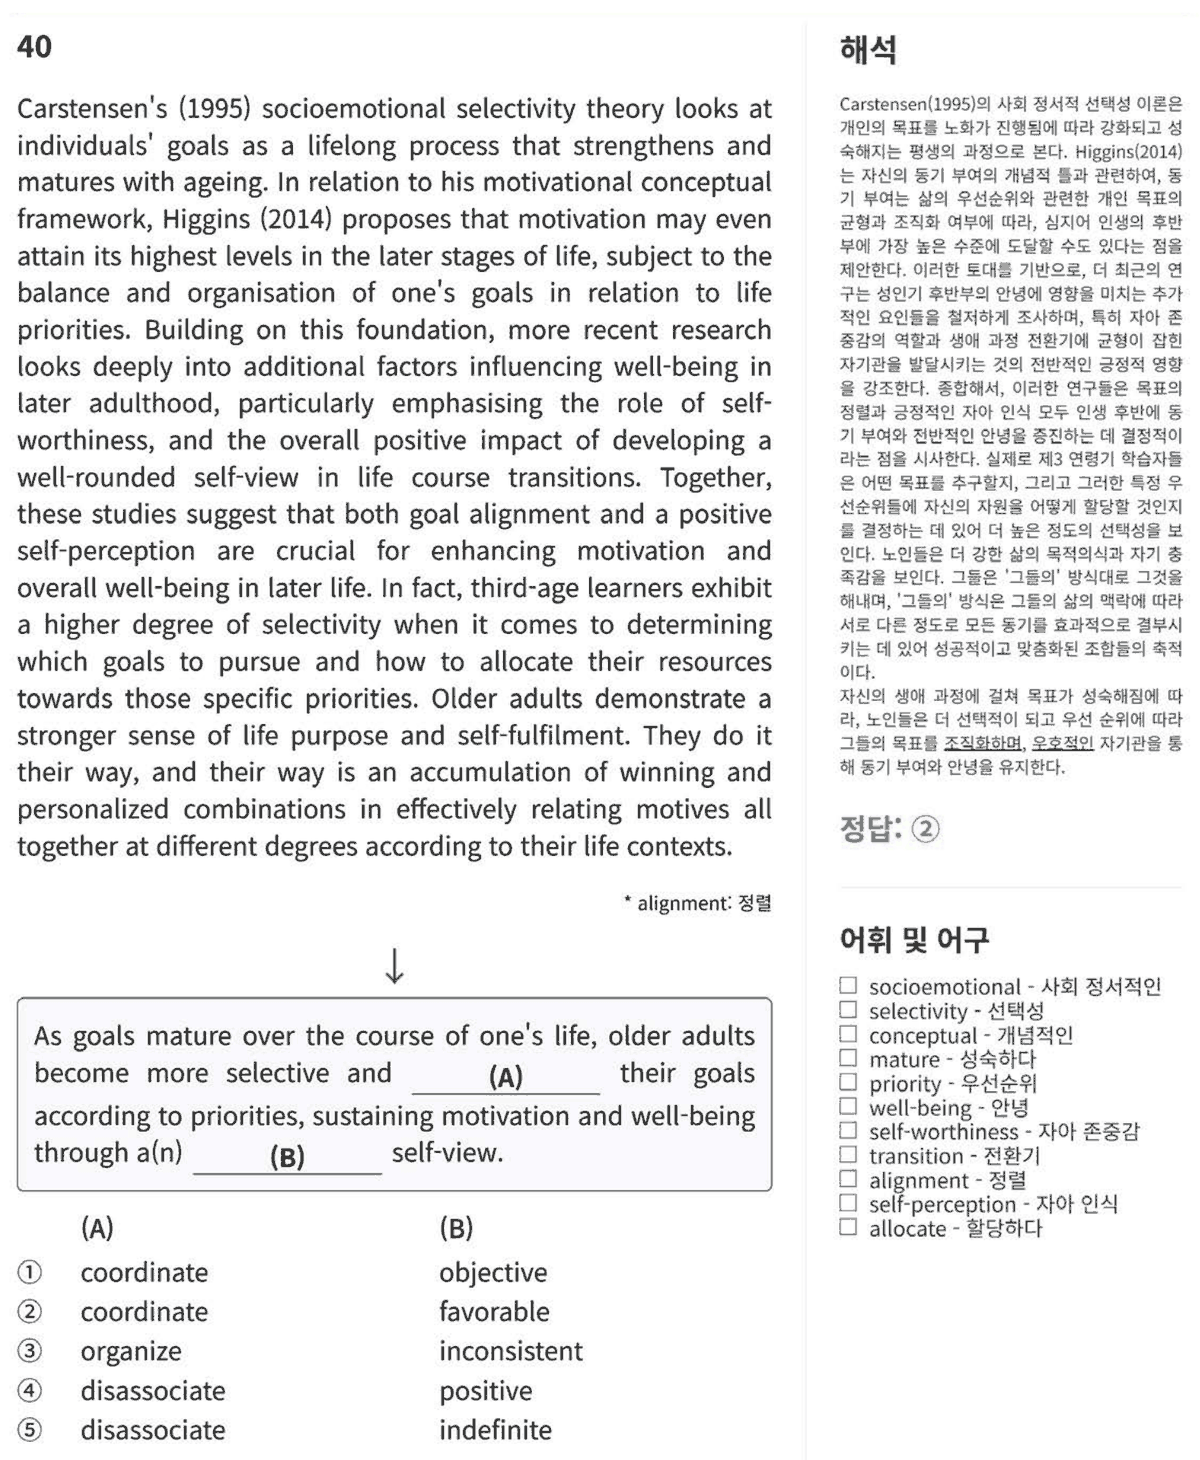 40
Carstensen's (1995) socioemotional selectivity theory looks at
individuals' goals as a lifelong process that strengthens and
matures with ageing. In relation to his motivational conceptual
framework, Higgins (2014) proposes that motivation may even
attain its highest levels in the later stages of life, subject to the
balance and organisation of one's goals in relation to life
priorities. Building on this foundation, more recent research
looks deeply into additional factors influencing well-being in
later adulthood, particularly emphasising the role of self-
worthiness, and the overall positive impact of developing a
well-rounded self-view in life course transitions. Together,
these studies suggest that both goal alignment and a positive
self-perception are crucial for enhancing motivation and
overall well-being in later life. In fact, third-age learners exhibit
a higher degree of selectivity when it comes to determining
which goals to pursue and how to allocate their resources
towards those specific priorities. Older adults demonstrate a
stronger sense of life purpose and self-fulfilment. They do it
their way, and their way is an accumulation of winning and
personalized combinations in effectively relating motives all
together at different degrees according to their life contexts.
* alignment: 정렬
↓
As goals mature over the course of one's life, older adults
become more selective and (A) their goals
according to priorities, sustaining motivation and well-being
through a(n) (B) self-view.
(A) (B)
① coordinate objective
② coordinate favorable
③ organize inconsistent
④ disassociate positive
⑤ disassociate indefinite
해석
Carstensen(1995)의 사회 정서적 선택성 이론은
개인의 목표를 노화가 진행됨에 따라 강화되고 성
숙해지는 평생의 과정으로 본다. Higgins(2014)
는 자신의 동기 부여의 개념적 틀과 관련하여, 동
기 부여는 삶의 우선순위와 관련한 개인 목표의
균형과 조직화 여부에 따라, 심지어 인생의 후반
부에 가장 높은 수준에 도달할 수도 있다는 점을
제안한다. 이러한 토대를 기반으로, 더 최근의 연
구는 성인기 후반부의 안녕에 영향을 미치는 추가
적인 요인들을 철저하게 조사하며, 특히 자아 존
중감의 역할과 생애 과정 전환기에 균형이 잡힌
자기관을 발달시키는 것의 전반적인 긍정적 영향
을 강조한다. 종합해서, 이러한 연구들은 목표의
정렬과 긍정적인 자아 인식 모두 인생 후반에 동
기 부여와 전반적인 안녕을 증진하는 데 결정적이
라는 점을 시사한다. 실제로 제3 연령기 학습자들
은 어떤 목표를 추구할지, 그리고 그러한 특정 우
선순위들에 자신의 자원을 어떻게 할당할 것인지
를 결정하는 데 있어 더 높은 정도의 선택성을 보
인다. 노인들은 더 강한 삶의 목적의식과 자기 충
족감을 보인다. 그들은 '그들의' 방식대로 그것을
해내며, '그들의' 방식은 그들의 삶의 맥락에 따라
서로 다른 정도로 모든 동기를 효과적으로 결부시
키는 데 있어 성공적이고 맞춤화된 조합들의 축적
이다.
자신의 생애 과정에 걸쳐 목표가 성숙해짐에 따
라, 노인들은 더 선택적이 되고 우선 순위에 따라
그들의 목표를 조직화하며, 우호적인 자기관을 통
해 동기 부여와 안녕을 유지한다.
정답: ②
어휘 및 어구
☐ socioemotional - 사회 정서적인
☐ selectivity - 선택성
☐ conceptual - 개념적인
☐ mature - 성숙하다
☐ priority - 우선순위
☐ well-being - 안녕
☐ self-worthiness - 자아 존중감
☐ transition - 전환기
☐ alignment - 정렬
☐ self-perception - 자아 인식
☐ allocate - 할당하다